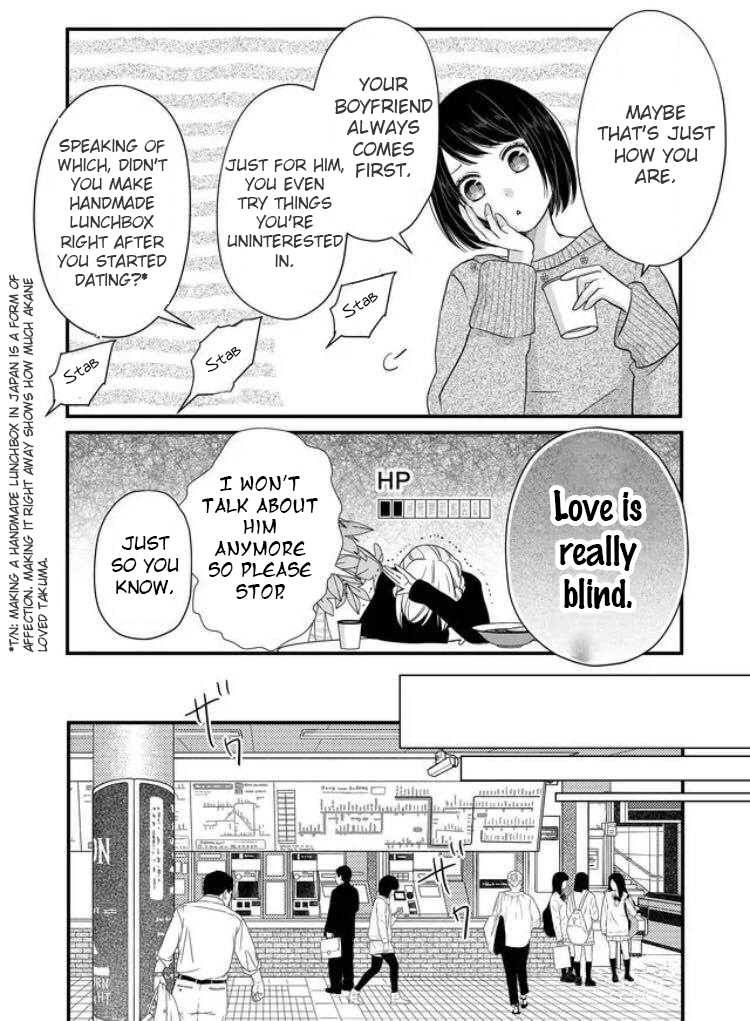 MAYBE
THAT'S JUST
HOW YOU
ARE.
YOUR
BOYFRIEND
ALWAYS
COMES
FIRST.
JUST FOR HIM,
YOU EVEN
TRY THINGS
YOU'RE
UNINTERESTED
IN.
SPEAKING OF
WHICH, DIDN'T
YOU MAKE
HANDMADE
LUNCHBOX
RIGHT AFTER
YOU STARTED
DATING?*
STAB
STAB
STAB
*T/N: MAKING A HANDMADE LUNCHBOX IN JAPAN IS A FORM OF
AFFECTION. MAKING IT RIGHT AWAY SHOWS HOW MUCH AKANE
LOVED TAKUMA.
Love is
really
blind.
HP
I WON'T
TALK ABOUT
HIM
ANYMORE
SO PLEASE
STOP.
JUST
SO YOU
KNOW.
ザワ
ザワ